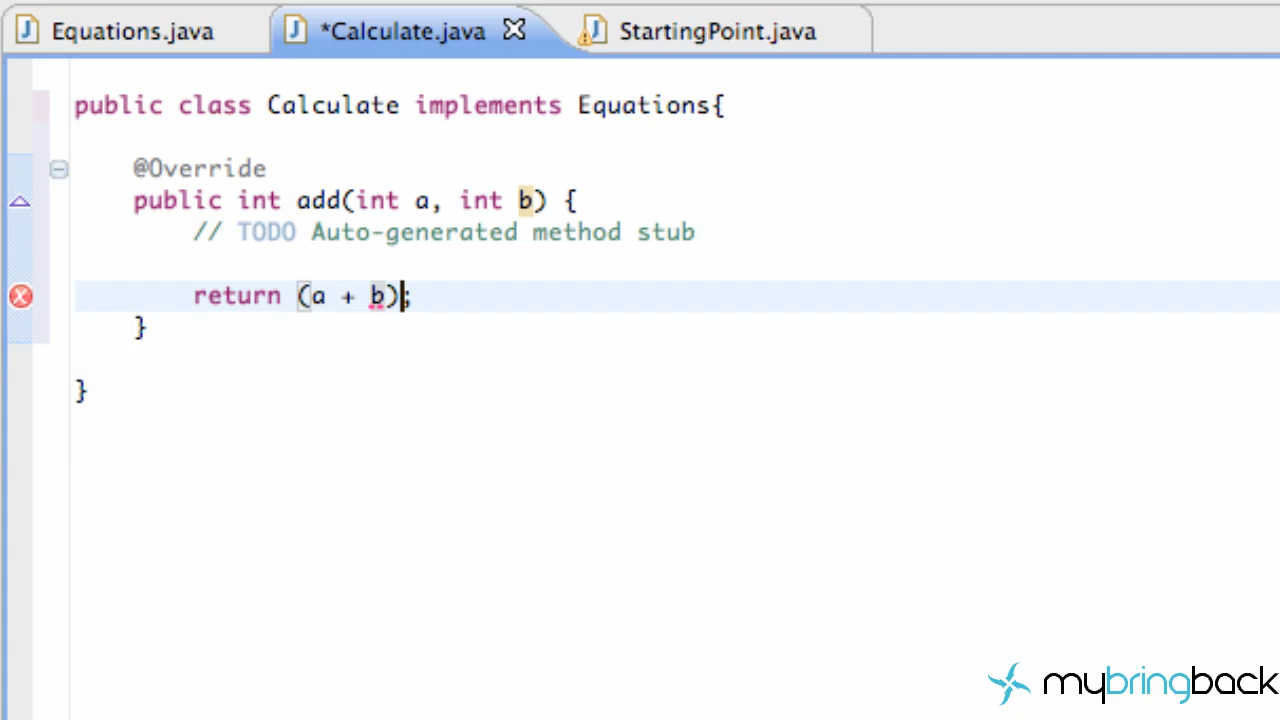 Equations.java
*Calculate.java
StartingPoint.java
public class Calculate implements Equations{
@Override
public int add(int a, int b) {
// TODO Auto-generated method stub
return (a + b);
}
}
mybringback